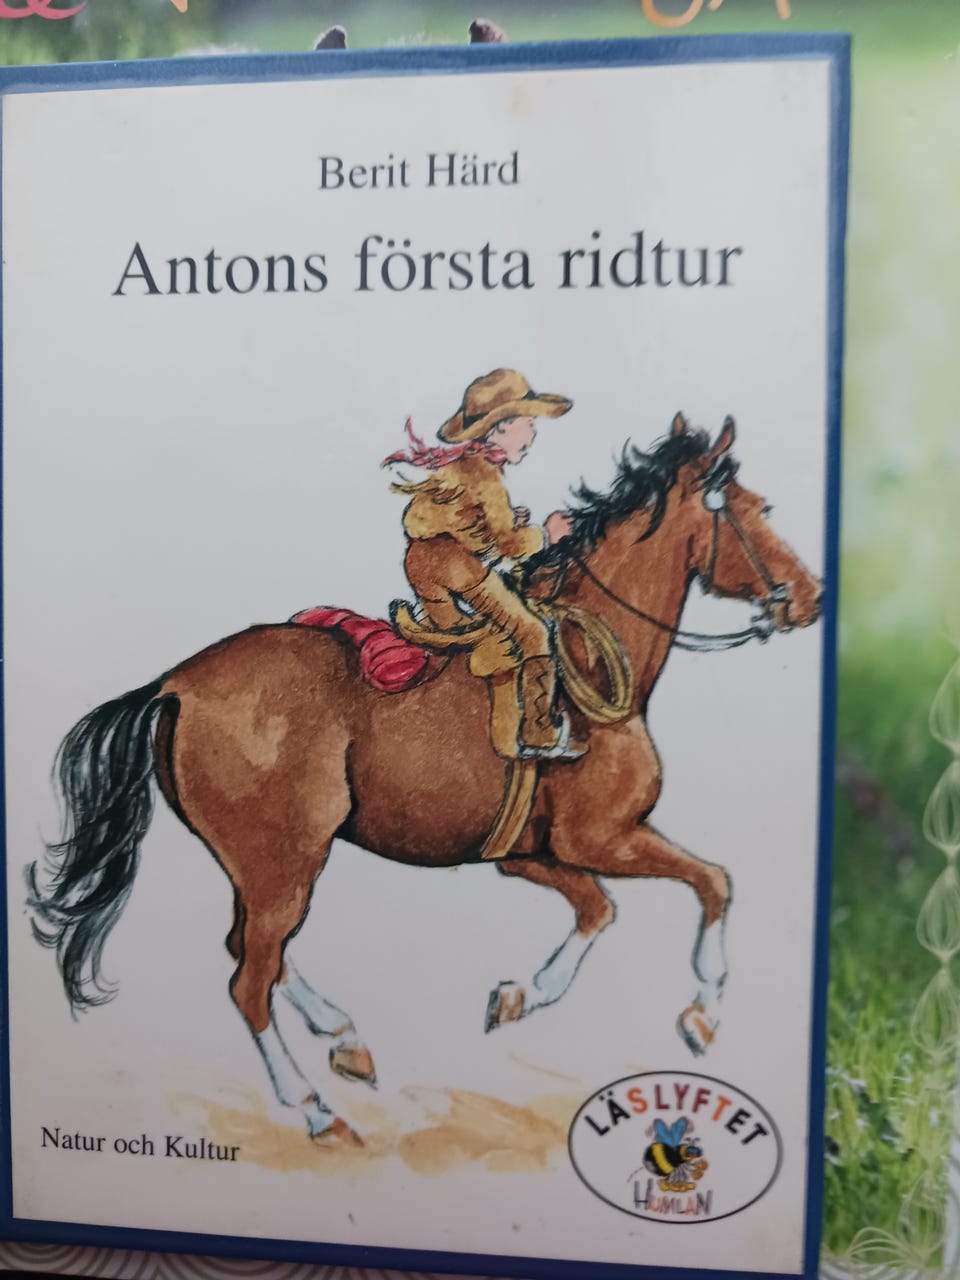 Berit Härd
Antons första ridtur
Natur och Kultur
LÄSLYFTET
HUMLAN